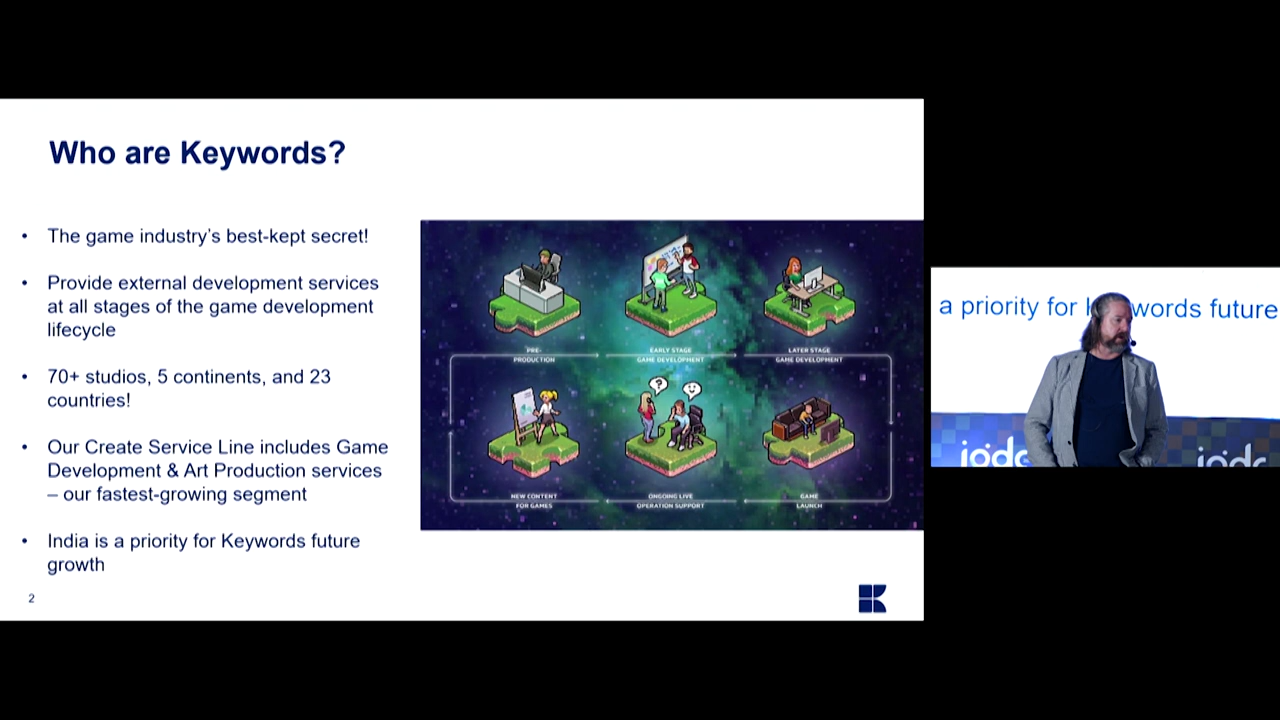 Who are Keywords?
• The game industry's best-kept secret!
• Provide external development services
at all stages of the game development
lifecycle
• 70+ studios, 5 continents, and 23
countries!
• Our Create Service Line includes Game
Development & Art Production services
– our fastest-growing segment
• India is a priority for Keywords future
growth
2
PRE-
PRODUCTION
EARLY STAGE
GAME DEVELOPMENT
LATER STAGE
GAME DEVELOPMENT
NEW CONTENT
FOR GAMES
ONGOING LIVE
OPERATION SUPPORT
GAME
LAUNCH
?
a priority for K words future